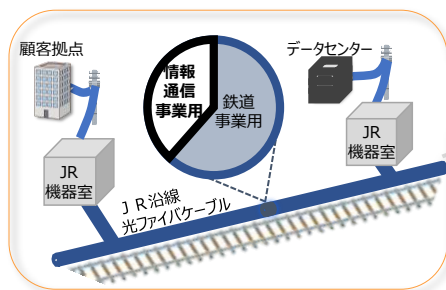 顧客拠点
データセンター
情報
通信
事業用
鉄道
事業用
JR
機器室
JR
機器室
JR沿線
光ファイバケーブル